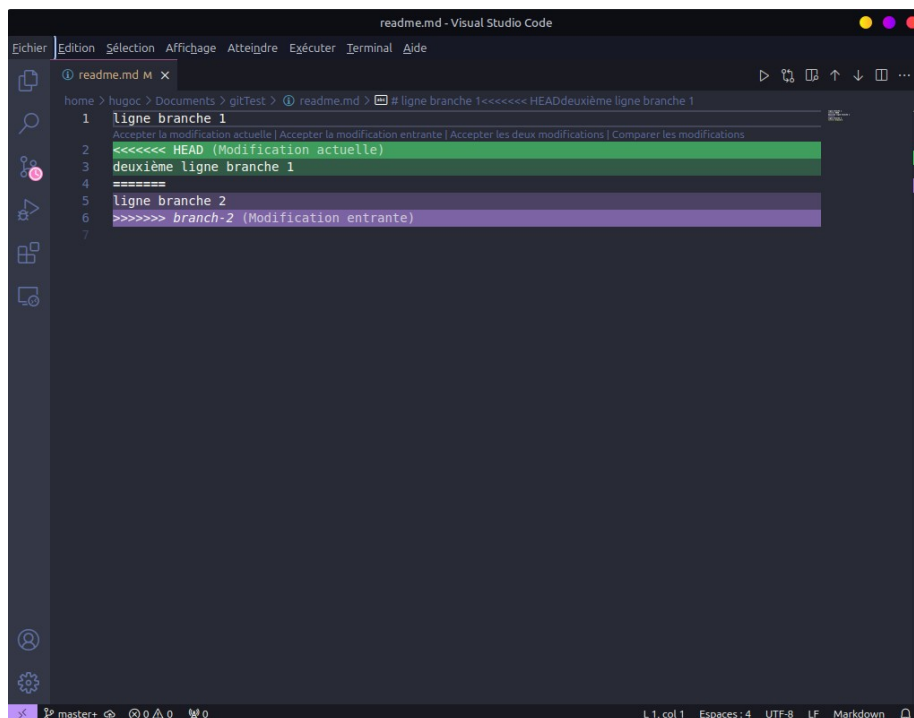 readme.md - Visual Studio Code
Fichier Edition Sélection Affichage Atteindre Exécuter Terminal Aide
readme.md M
home > hugoc > Documents > gitTest > readme.md > # ligne branche 1<<<<<<< HEADdeuxième ligne branche 1
1 ligne branche 1
Accepter la modification actuelle | Accepter la modification entrante | Accepter les deux modifications | Comparer les modifications
2 <<<<<<< HEAD (Modification actuelle)
3 deuxième ligne branche 1
4 =======
5 ligne branche 2
6 >>>>>>> branch-2 (Modification entrante)
7
master+ 0 0 0 L 1, col 1 Espaces : 4 UTF-8 LF Markdown